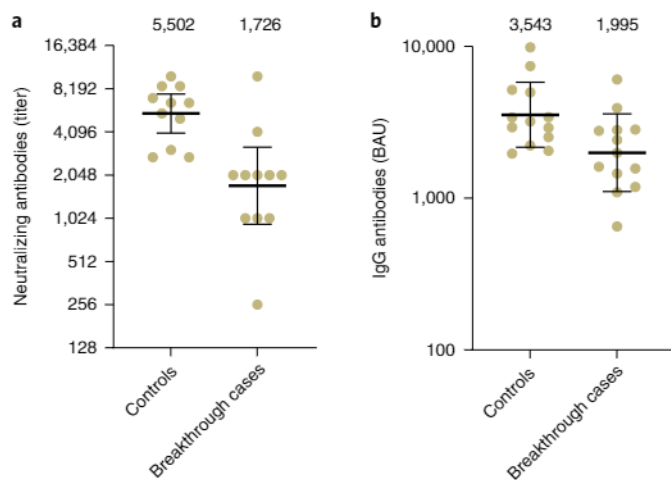 a
5,502 1,726
Neutralizing antibodies (titer)
16,384
8,192
4,096
2,048
1,024
512
256
128
Controls
Breakthrough cases
b
3,543 1,995
IgG antibodies (BAU)
10,000
1,000
100
Controls
Breakthrough cases